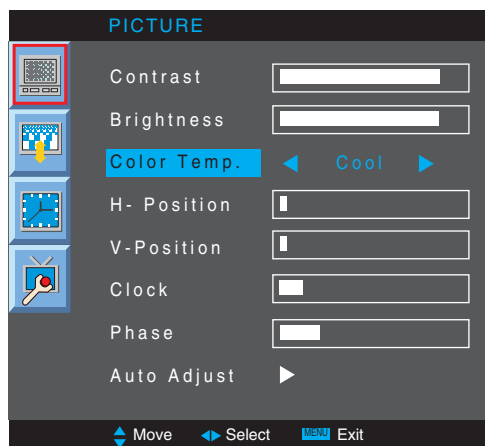 PICTURE
Contrast
Brightness
Color Temp. Cool
H- Position
V-Position
Clock
Phase
Auto Adjust
Move Select MENU Exit